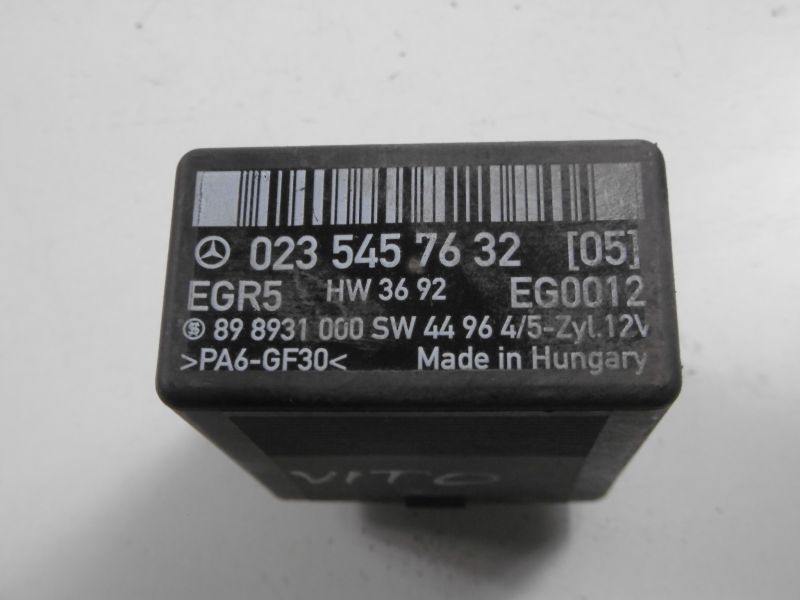 023 545 76 32 [05]
EGR5 HW 36 92 EG0012
89 8931 000 SW 44 96 4/5-Zyl.12V
>PA6-GF30< Made in Hungary
VITO